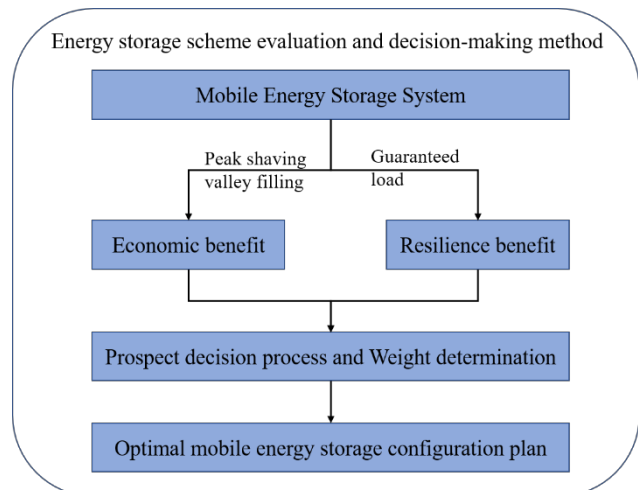 Energy storage scheme evaluation and decision-making method
Mobile Energy Storage System
Peak shaving
valley filling
Guaranteed
load
Economic benefit
Resilience benefit
Prospect decision process and Weight determination
Optimal mobile energy storage configuration plan